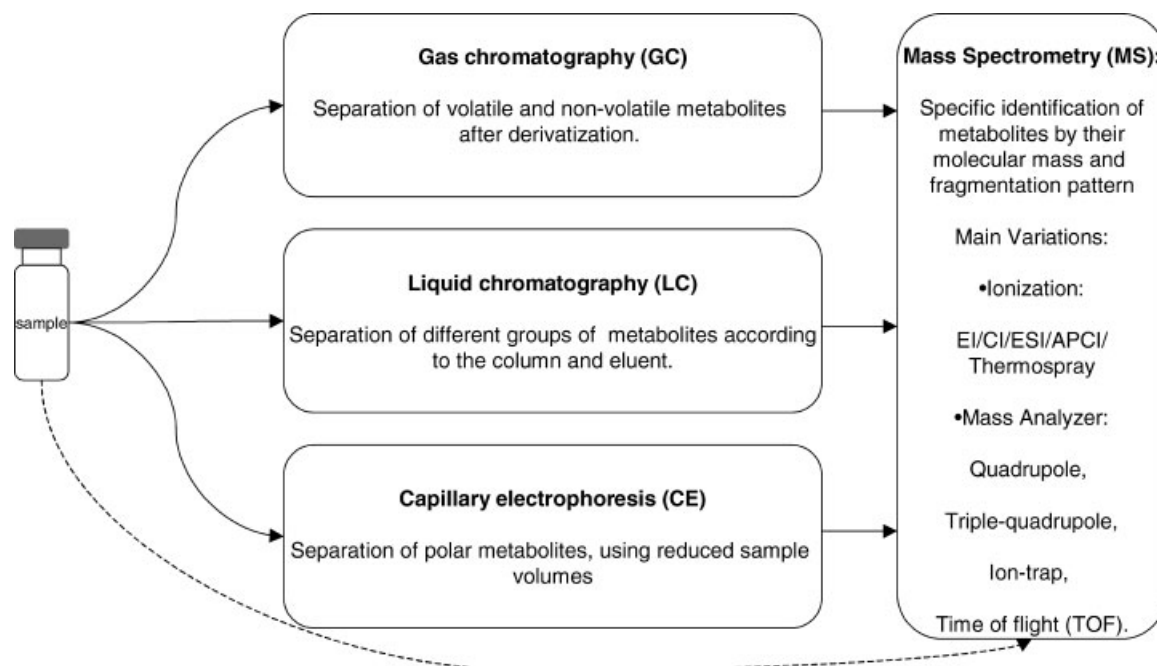 Gas chromatography (GC)
Separation of volatile and non-volatile metabolites
after derivatization.
sample
Liquid chromatography (LC)
Separation of different groups of metabolites according
to the column and eluent.
Capillary electrophoresis (CE)
Separation of polar metabolites, using reduced sample
volumes
Mass Spectrometry (MS):
Specific identification of
metabolites by their
molecular mass and
fragmentation pattern
Main Variations:
•Ionization:
EI/CI/ESI/APCI/
Thermospray
•Mass Analyzer:
Quadrupole,
Triple-quadrupole,
Ion-trap,
Time of flight (TOF).